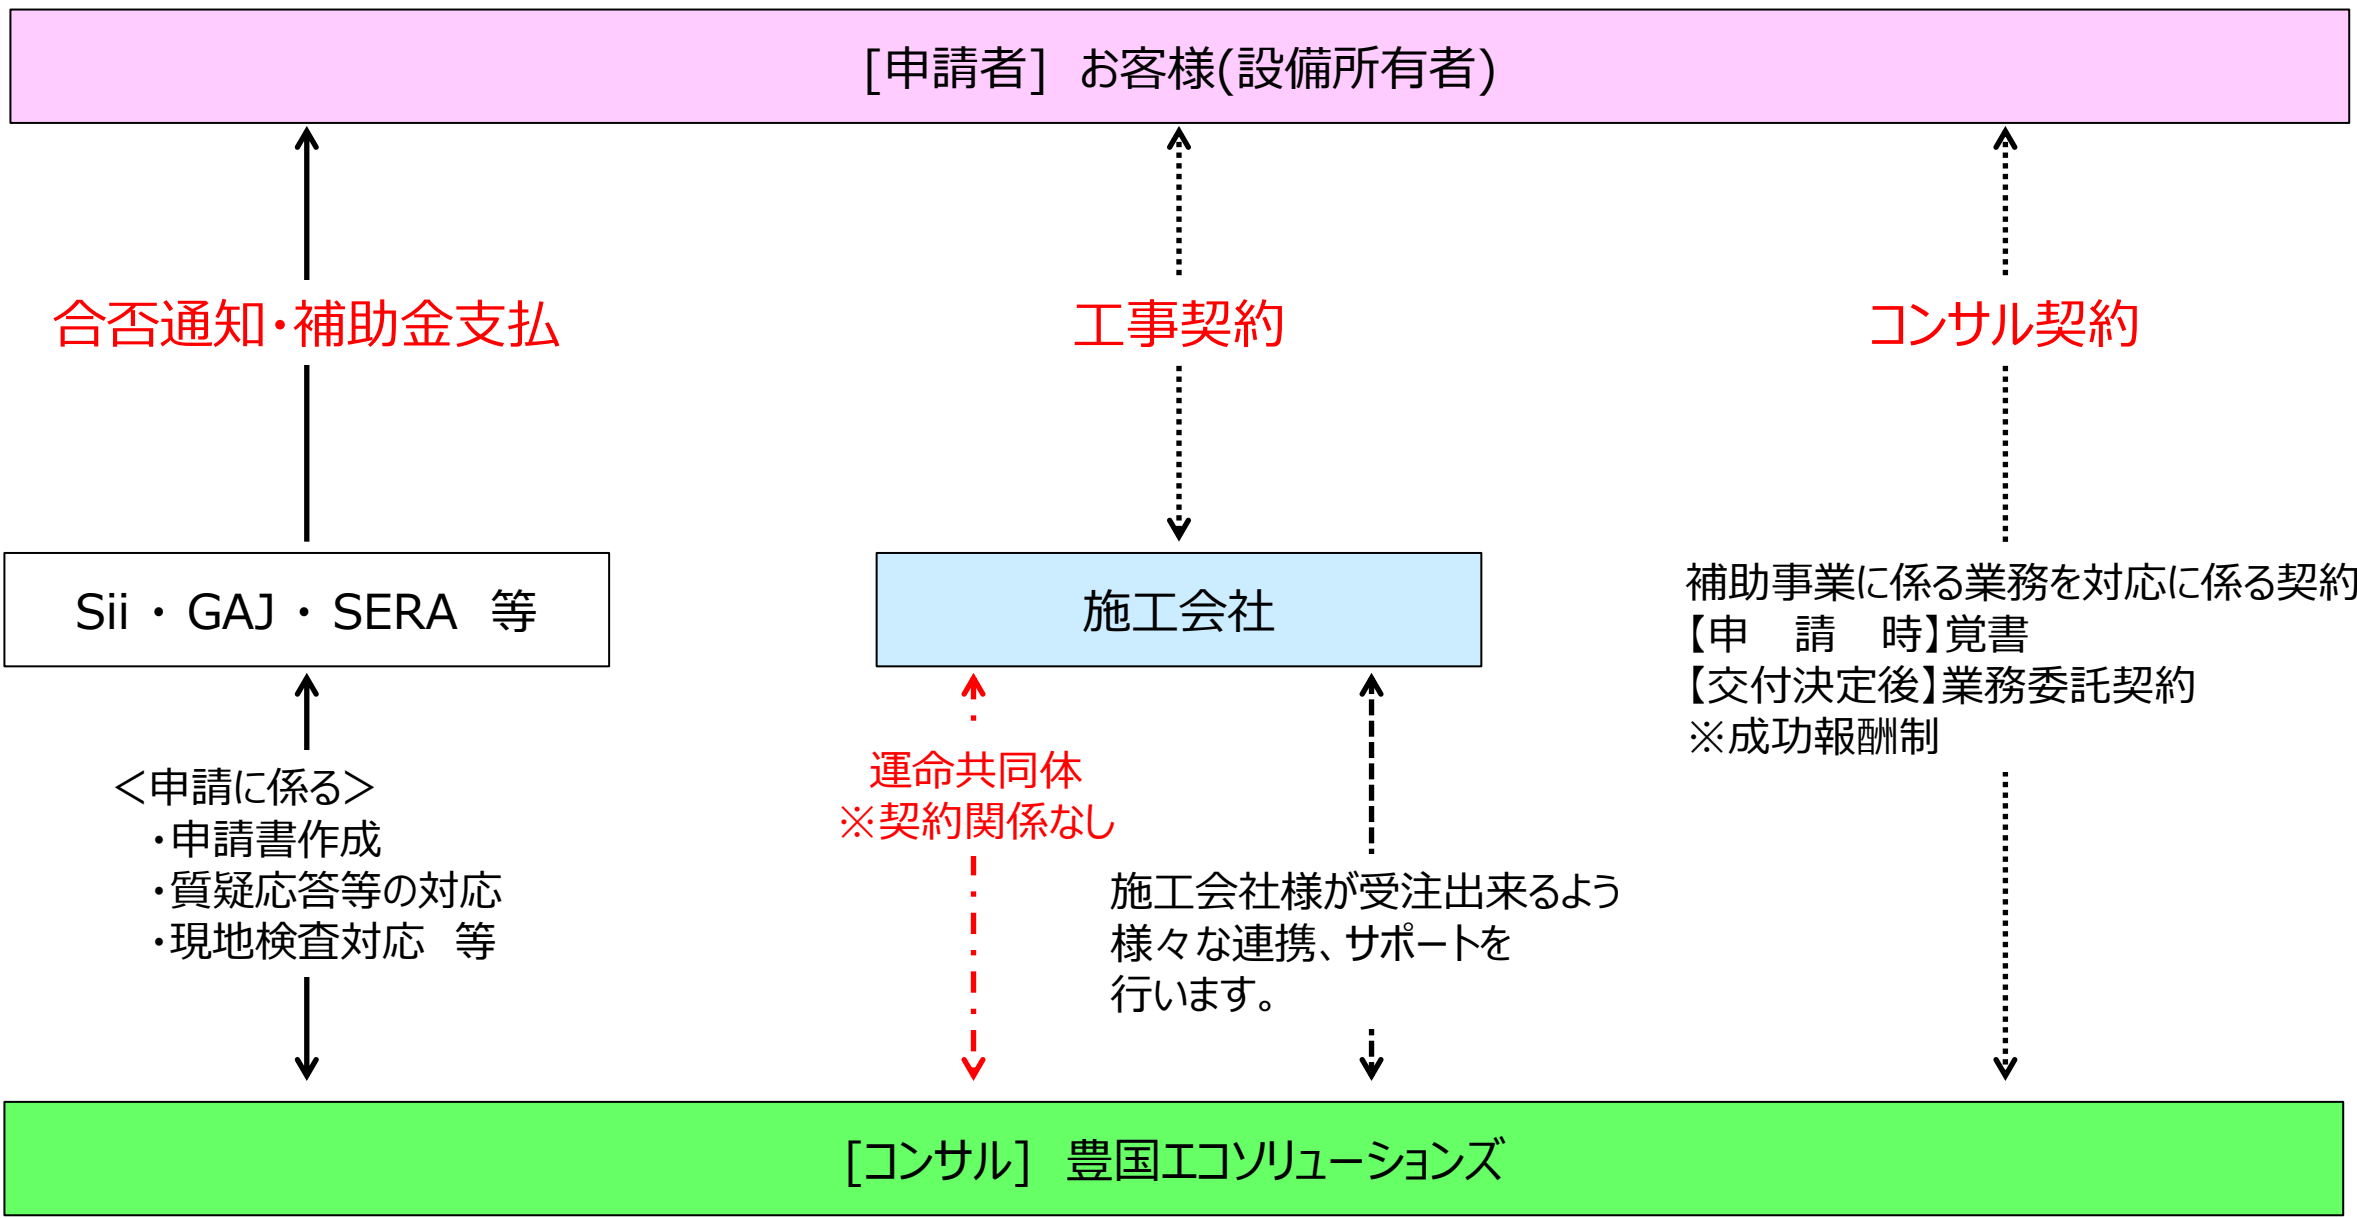 [申請者]　お客様(設備所有者)
合否通知・補助金支払
工事契約
コンサル契約
Sii ・ GAJ ・ SERA　等
施工会社
補助事業に係る業務を対応に係る契約
【申　請　時】覚書
【交付決定後】業務委託契約
※成功報酬制
＜申請に係る＞
・申請書作成
・質疑応答等の対応
・現地検査対応　等
運命共同体
※契約関係なし
施工会社様が受注出来るよう
様々な連携、サポートを
行います。
[コンサル]　豊国エコソリューションズ